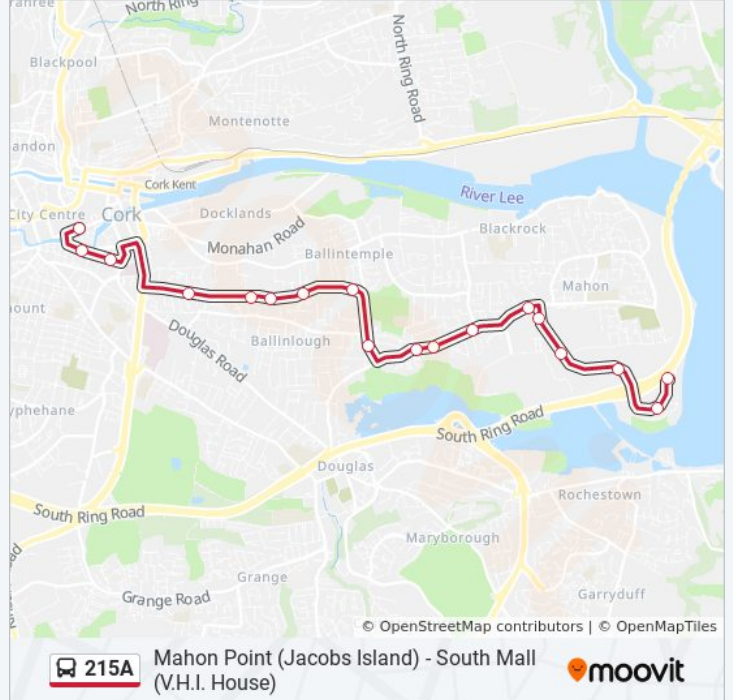 anree
North Ring
Blackpool
North Ring Road
Montenotte
andon
Cork Kent
River Lee
City Centre
Cork
Docklands
Monahan Road
Blackrock
Ballintemple
Mahon
ount
Douglas Road
Ballinlough
yphehane
South Ring Road
Douglas
Rochestown
South Ring Road
Maryborough
Grange
Garryduff
Grange Road
© OpenStreetMap contributors | © OpenMapTiles
215A
Mahon Point (Jacobs Island) - South Mall
(V.H.I. House)
moovit